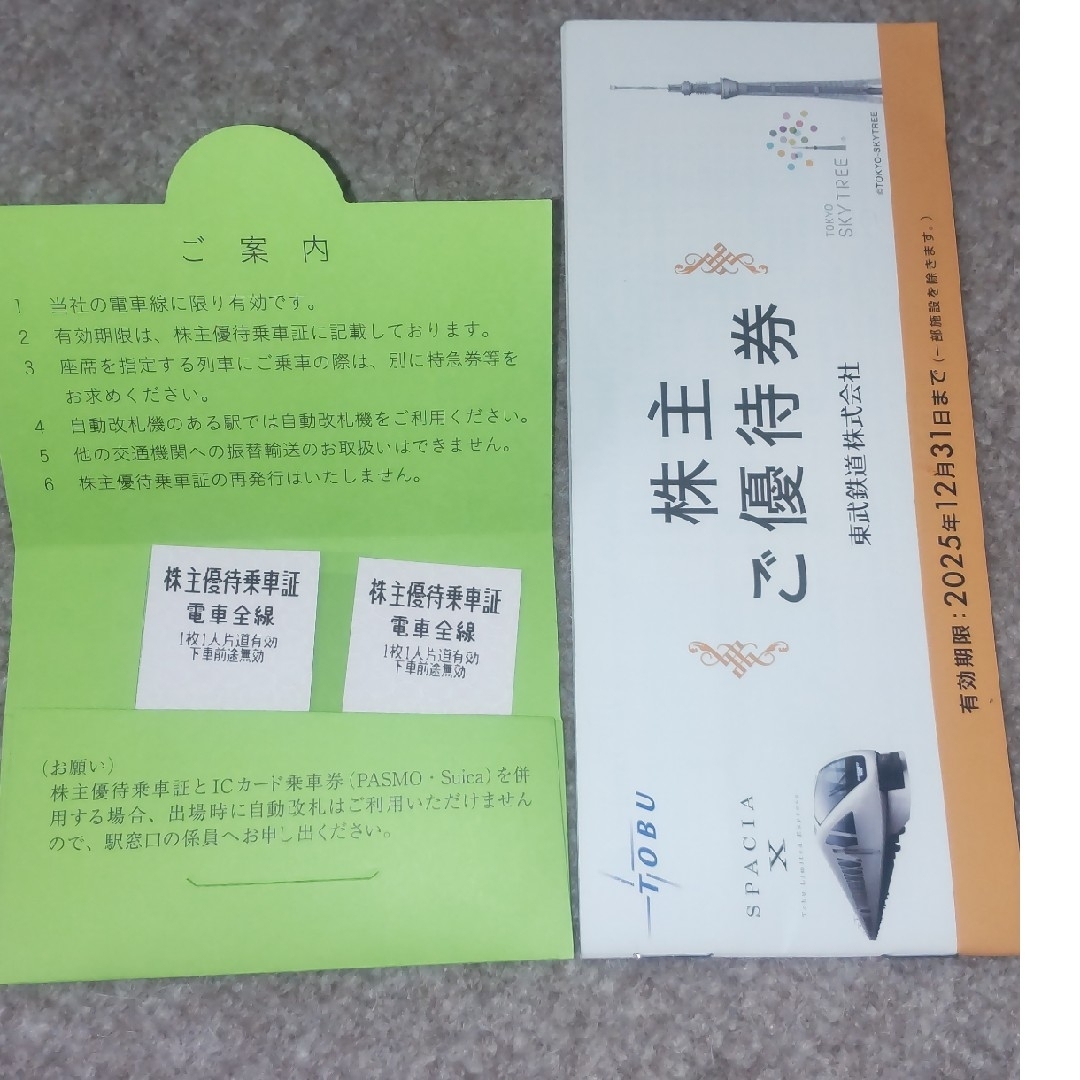 ご案内
1 当社の電車線に限り有効です。
2 有効期限は、株主優待乗車証に記載しております。
3 座席を指定する列車にご乗車の際は、別に特急券等を
お求めください。
4 自動改札機のある駅では自動改札機をご利用ください。
5 他の交通機関への振替輸送のお取扱いはできません。
6 株主優待乗車証の再発行はいたしません。
株主優待乗車証
電車全線
1枚1人片道有効
下車前途無効
株主優待乗車証
電車全線
1枚1人片道有効
下車前途無効
(お願い)
株主優待乗車証とICカード乗車券(PASMO・Suica)を併
用する場合、出場時に自動改札はご利用いただけません
ので、駅窓口の係員へお申し出ください。
株主
ご優待券
東武鉄道株式会社
有効期限:2025年12月31日まで(一部施設を除きます。)
TOKYO
SKYTREE
©TOKYO-SKYTREE
TOBU
SPACIA
X
Tobu Limited Express